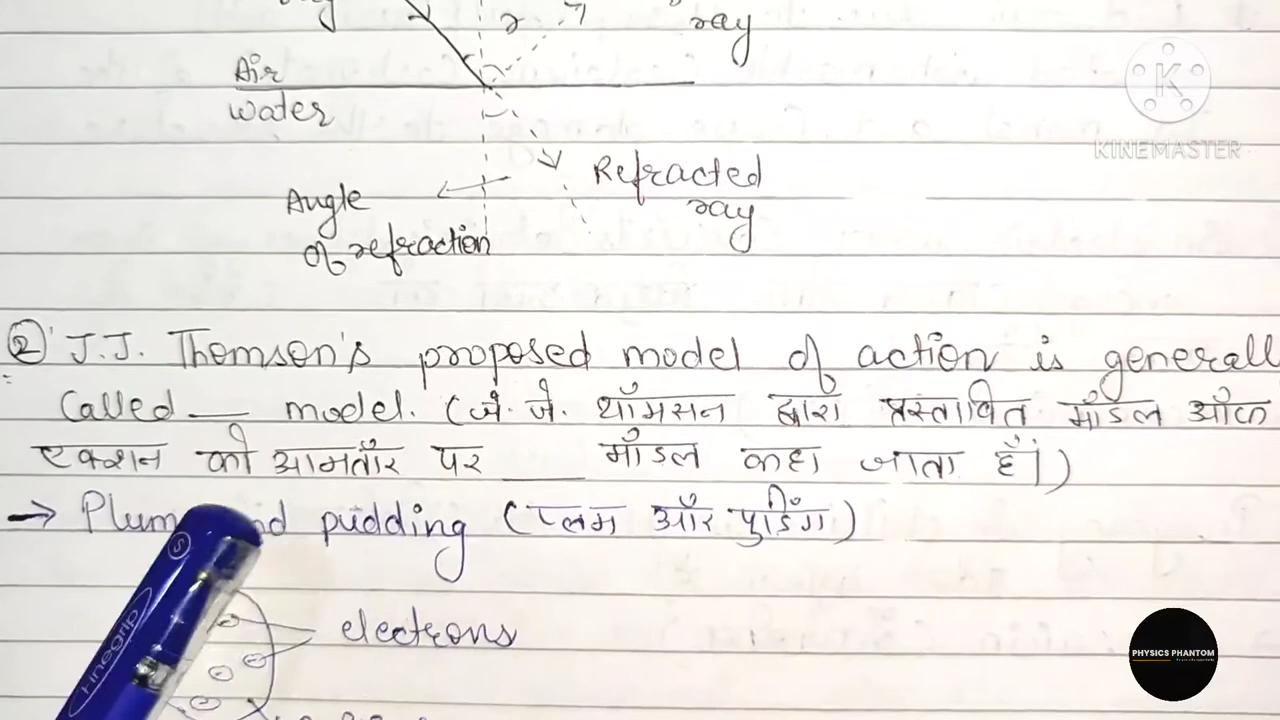 r
ray
Air
water
Refracted
ray
Angle
of refraction
② J.J. Thomson's proposed model of action is generall
Called ___ model. (जे. जे. थॉमसन द्वारा प्रस्तावित मॉडल ऑफ
एक्शन को आमतौर पर ___ मॉडल कहा जाता है।)
→ Plum pudding (प्लम और पुडिंग)
electrons
Finegrip
S
K
KINEMASTER
PHYSICS PHANTOM